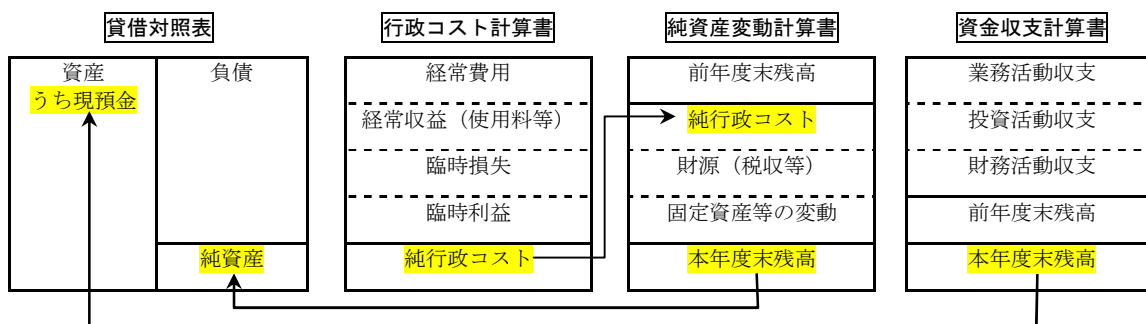 貸借対照表
資産
うち現預金
負債
純資産
行政コスト計算書
経常費用
経常収益（使用料等）
臨時損失
臨時利益
純行政コスト
純資産変動計算書
前年度末残高
純行政コスト
財源（税収等）
固定資産等の変動
本年度末残高
資金収支計算書
業務活動収支
投資活動収支
財務活動収支
前年度末残高
本年度末残高